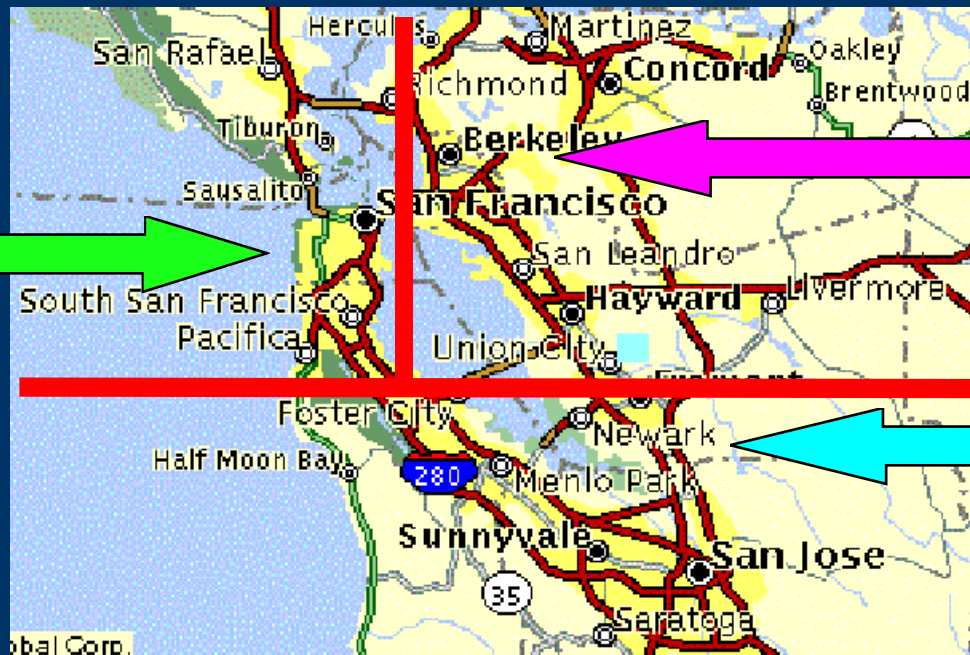 Hercules
Martinez
San Rafael
Concord
Oakley
Richmond
Brentwood
Tiburon
Berkeley
Sausalito
San Francisco
San Leandro
South San Francisco
Hayward
Livermore
Pacifica
Union City
Fremont
Foster City
Newark
Half Moon Bay
280
Menlo Park
Sunnyvale
San Jose
35
Saratoga
obal Corp.